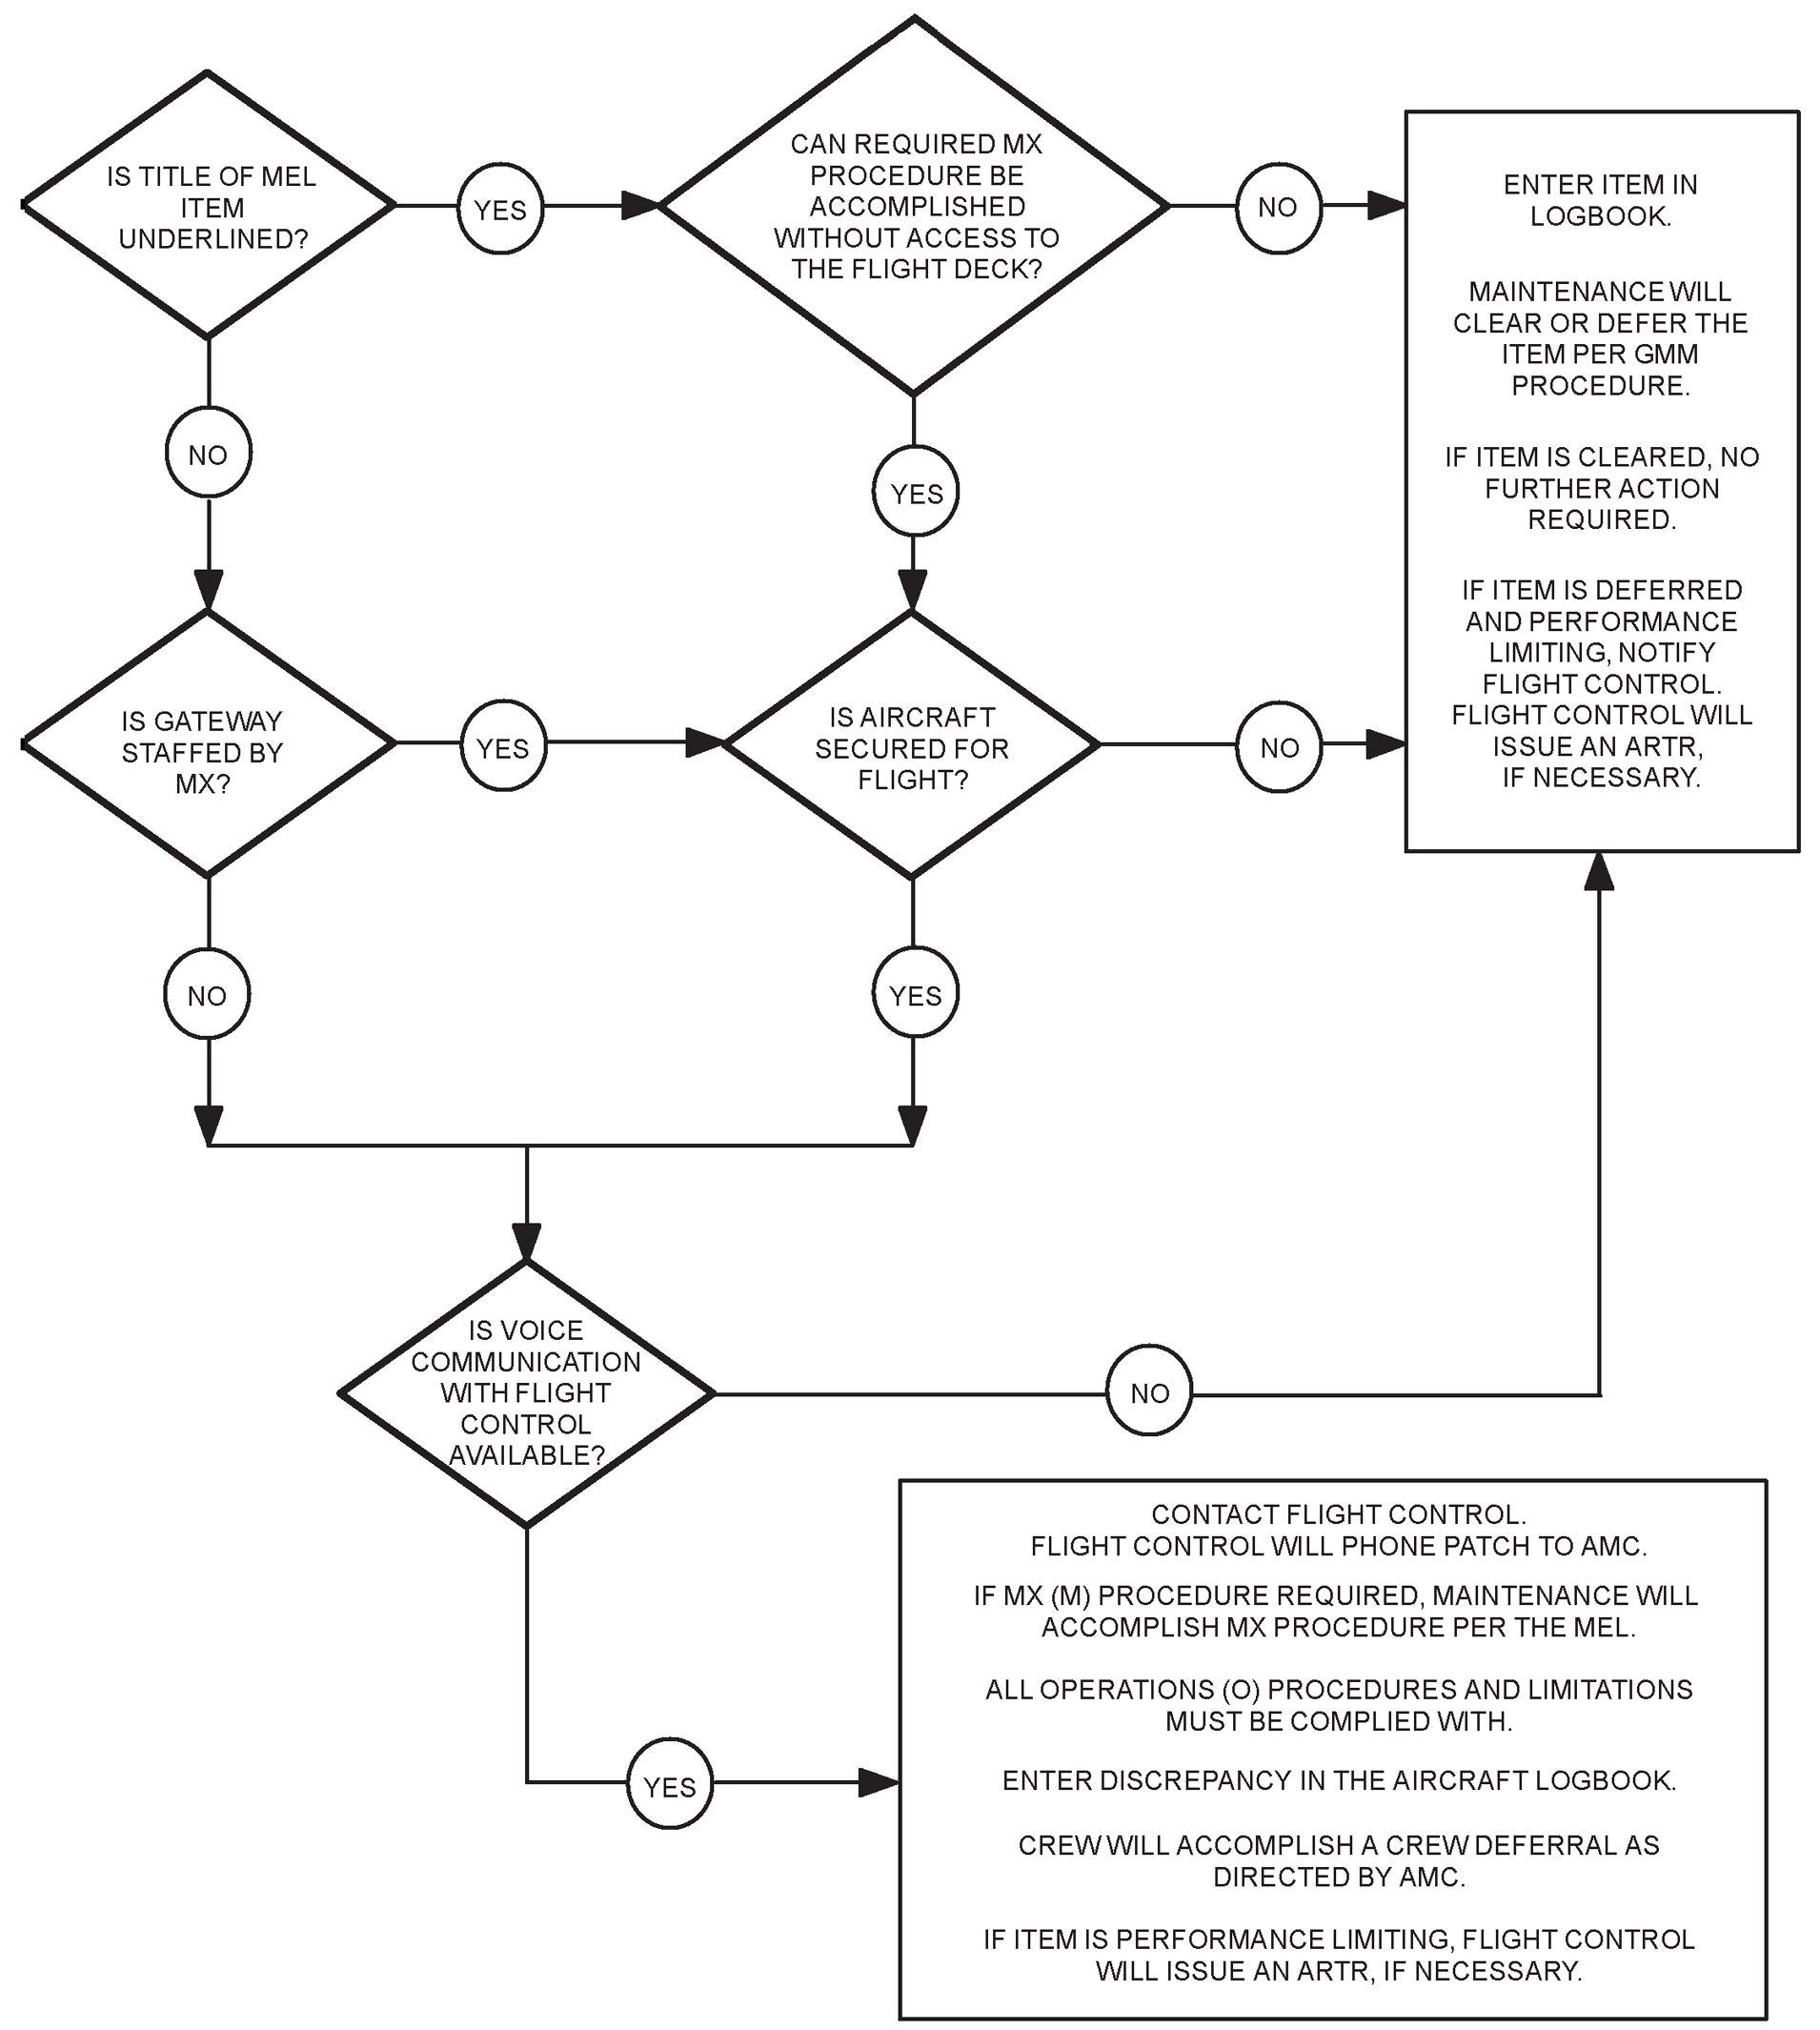 IS TITLE OF MEL
ITEM
UNDERLINED?
YES
CAN REQUIRED MX
PROCEDURE BE
ACCOMPLISHED
WITHOUT ACCESS TO
THE FLIGHT DECK?
NO
ENTER ITEM IN
LOGBOOK.
MAINTENANCE WILL
CLEAR OR DEFER THE
ITEM PER GMM
PROCEDURE.
IF ITEM IS CLEARED, NO
FURTHER ACTION
REQUIRED.
IF ITEM IS DEFERRED
AND PERFORMANCE
LIMITING, NOTIFY
FLIGHT CONTROL.
FLIGHT CONTROL WILL
ISSUE AN ARTR,
IF NECESSARY.
NO
YES
IS GATEWAY
STAFFED BY
MX?
YES
IS AIRCRAFT
SECURED FOR
FLIGHT?
NO
NO
YES
IS VOICE
COMMUNICATION
WITH FLIGHT
CONTROL
AVAILABLE?
NO
YES
CONTACT FLIGHT CONTROL.
FLIGHT CONTROL WILL PHONE PATCH TO AMC.
IF MX (M) PROCEDURE REQUIRED, MAINTENANCE WILL
ACCOMPLISH MX PROCEDURE PER THE MEL.
ALL OPERATIONS (O) PROCEDURES AND LIMITATIONS
MUST BE COMPLIED WITH.
ENTER DISCREPANCY IN THE AIRCRAFT LOGBOOK.
CREW WILL ACCOMPLISH A CREW DEFERRAL AS
DIRECTED BY AMC.
IF ITEM IS PERFORMANCE LIMITING, FLIGHT CONTROL
WILL ISSUE AN ARTR, IF NECESSARY.